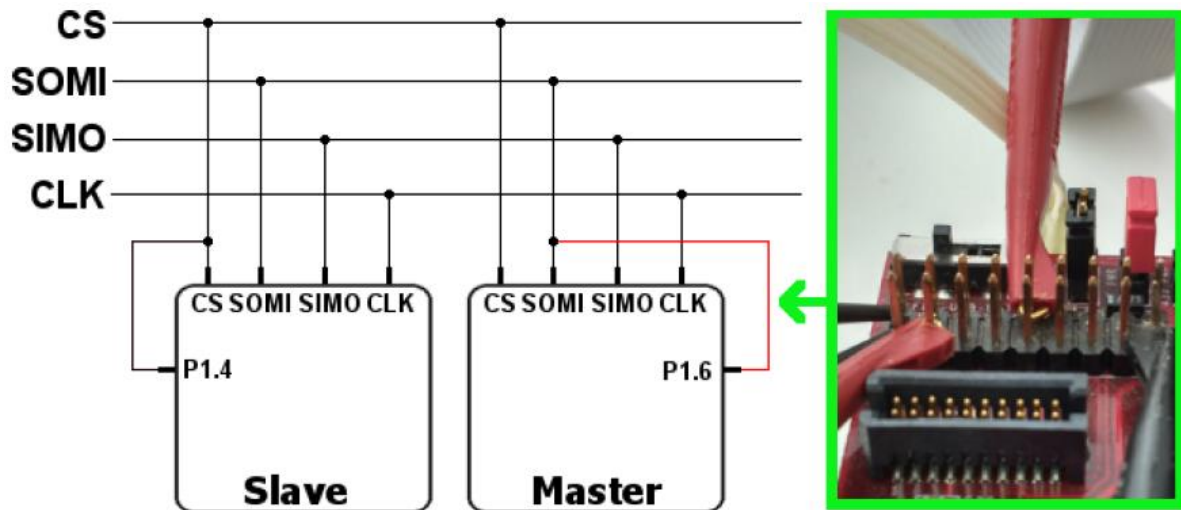 CS
SOMI
SIMO
CLK
CS SOMI SIMO CLK
P1.4
Slave
CS SOMI SIMO CLK
P1.6
Master